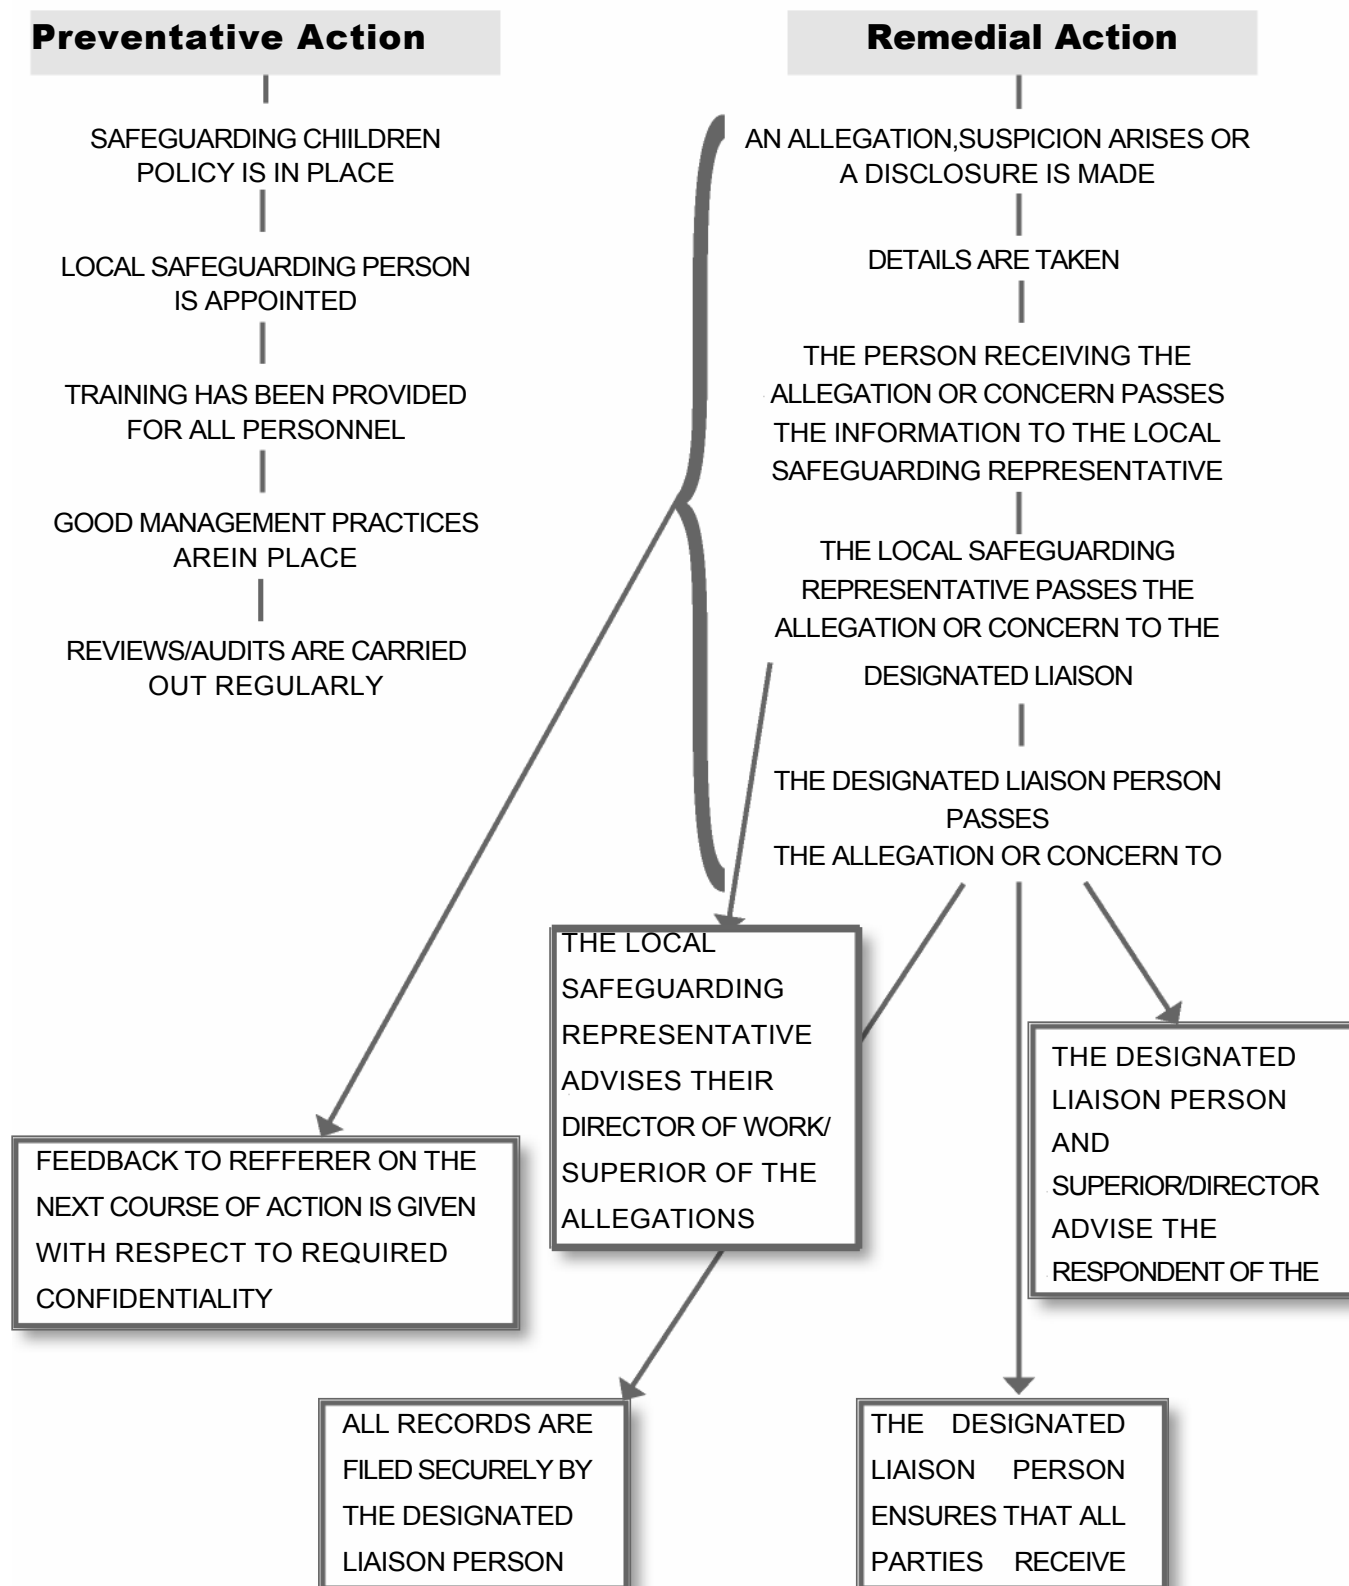 Preventative Action
SAFEGUARDING CHIILDREN
POLICY IS IN PLACE
LOCAL SAFEGUARDING PERSON
IS APPOINTED
TRAINING HAS BEEN PROVIDED
FOR ALL PERSONNEL
GOOD MANAGEMENT PRACTICES
AREIN PLACE
REVIEWS/AUDITS ARE CARRIED
OUT REGULARLY
Remedial Action
AN ALLEGATION,SUSPICION ARISES OR
A DISCLOSURE IS MADE
DETAILS ARE TAKEN
THE PERSON RECEIVING THE
ALLEGATION OR CONCERN PASSES
THE INFORMATION TO THE LOCAL
SAFEGUARDING REPRESENTATIVE
THE LOCAL SAFEGUARDING
REPRESENTATIVE PASSES THE
ALLEGATION OR CONCERN TO THE
DESIGNATED LIAISON
THE DESIGNATED LIAISON PERSON
PASSES
THE ALLEGATION OR CONCERN TO
THE LOCAL
SAFEGUARDING
REPRESENTATIVE
ADVISES THEIR
DIRECTOR OF WORK/
SUPERIOR OF THE
ALLEGATIONS
THE DESIGNATED
LIAISON PERSON
AND
SUPERIOR/DIRECTOR
ADVISE THE
RESPONDENT OF THE
FEEDBACK TO REFFERER ON THE
NEXT COURSE OF ACTION IS GIVEN
WITH RESPECT TO REQUIRED
CONFIDENTIALITY
ALL RECORDS ARE
FILED SECURELY BY
THE DESIGNATED
LIAISON PERSON
THE DESIGNATED
LIAISON PERSON
ENSURES THAT ALL
PARTIES RECEIVE